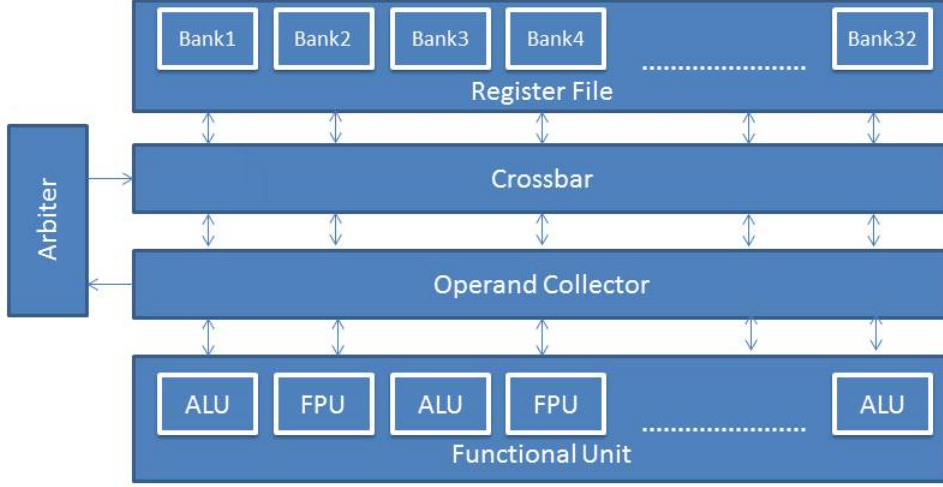 Bank1 Bank2 Bank3 Bank4 ........................ Bank32
Register File
Arbiter
Crossbar
Operand Collector
ALU FPU ALU FPU ........................ ALU
Functional Unit